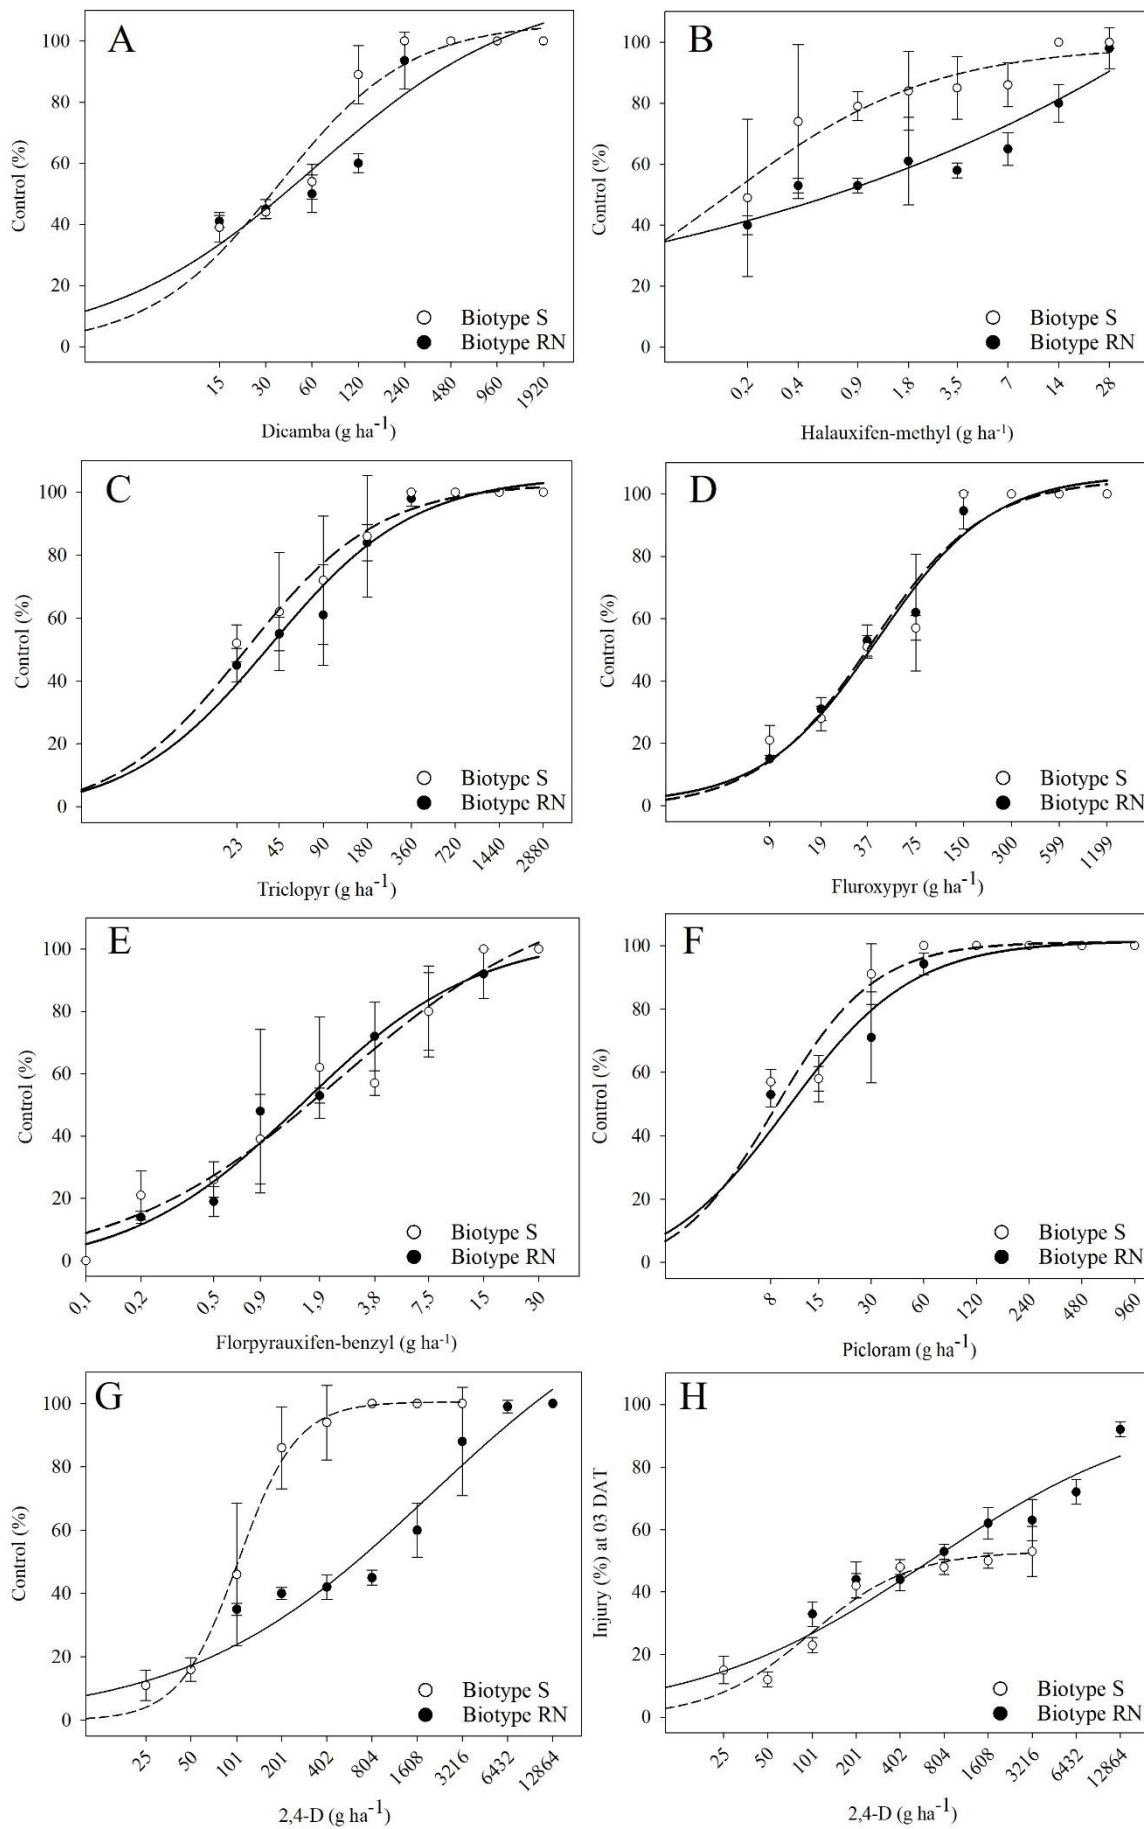 A
Control (%)
100
80
60
40
20
0
Biotype S
Biotype RN
15 30 60 120 240 480 960 1920
Dicamba (g ha-1)
B
Control (%)
100
80
60
40
20
0
Biotype S
Biotype RN
0,2 0,4 0,9 1,8 3,5 7 14 28
Halauxifen-methyl (g ha-1)
C
Control (%)
100
80
60
40
20
0
Biotype S
Biotype RN
23 45 90 180 360 720 1440 2880
Triclopyr (g ha-1)
D
Control (%)
100
80
60
40
20
0
Biotype S
Biotype RN
9 19 37 75 150 300 599 1199
Fluroxypyr (g ha-1)
E
Control (%)
100
80
60
40
20
0
Biotype S
Biotype RN
0,1 0,2 0,5 0,9 1,9 3,8 7,5 15 30
Florpyrauxifen-benzyl (g ha-1)
F
Control (%)
100
80
60
40
20
0
Biotype S
Biotype RN
8 15 30 60 120 240 480 960
Picloram (g ha-1)
G
Control (%)
100
80
60
40
20
0
Biotype S
Biotype RN
25 50 101 201 402 804 1608 3216 6432 12864
2,4-D (g ha-1)
H
Injury (%) at 03 DAT
100
80
60
40
20
0
Biotype S
Biotype RN
25 50 101 201 402 804 1608 3216 6432 12864
2,4-D (g ha-1)